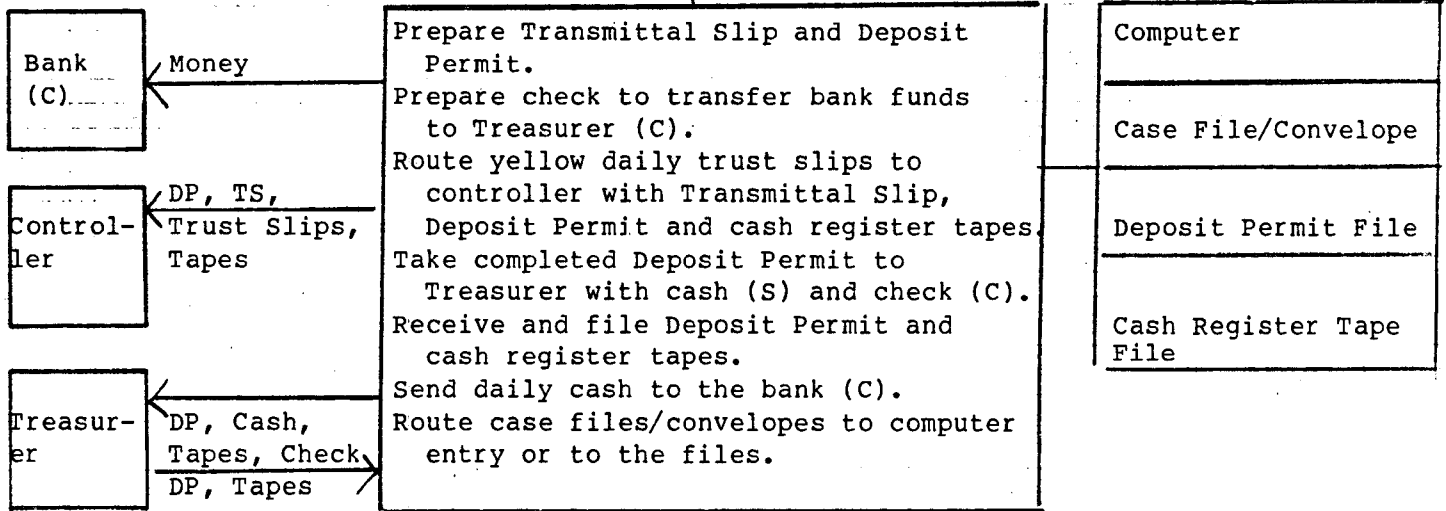 Bank
(C)
Money
Control-
ler
DP, TS,
Trust Slips,
Tapes
Treasur-
er
DP, Cash,
Tapes, Check
DP, Tapes
Prepare Transmittal Slip and Deposit
Permit.
Prepare check to transfer bank funds
to Treasurer (C).
Route yellow daily trust slips to
controller with Transmittal Slip,
Deposit Permit and cash register tapes.
Take completed Deposit Permit to
Treasurer with cash (S) and check (C).
Receive and file Deposit Permit and
cash register tapes.
Send daily cash to the bank (C).
Route case files/convelopes to computer
entry or to the files.
Computer
Case File/Convelope
Deposit Permit File
Cash Register Tape
File